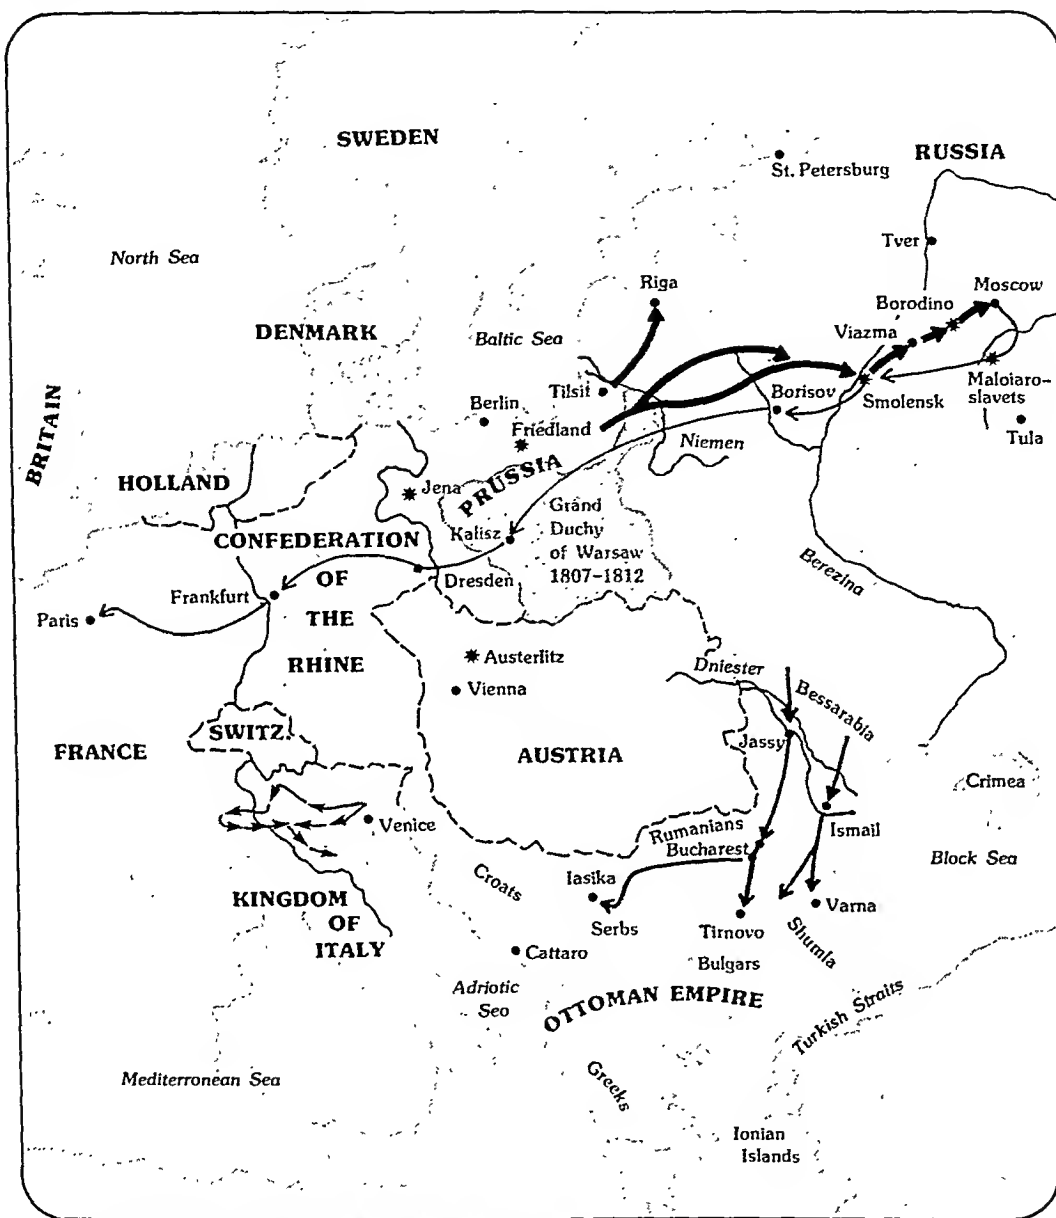 SWEDEN
St. Petersburg
RUSSIA
North Sea
Tver
Riga
Moscow
Borodino
Viazma
DENMARK
Baltic Sea
Tilsit
Borisov
Smolensk
Maloiaro-
slavets
BRITAIN
Berlin
Friedland
Niemen
Tula
HOLLAND
Jena
PRUSSIA
Kalisz
Grand
Duchy
of Warsaw
1807–1812
CONFEDERATION
OF
THE
RHINE
Dresden
Berezina
Frankfurt
Paris
Austerlitz
Vienna
Dniester
Bessarabia
SWITZ.
FRANCE
AUSTRIA
Jassy
Crimea
Venice
Rumanians
Bucharest
Ismail
Block Sea
Croats
Iasika
Serbs
KINGDOM
OF
ITALY
Tirnovo
Varna
Shumla
Bulgars
Cattaro
Adriotic
Seo
OTTOMAN EMPIRE
Turkish Straits
Mediterroneon Sea
Greeks
Ionian
Islands